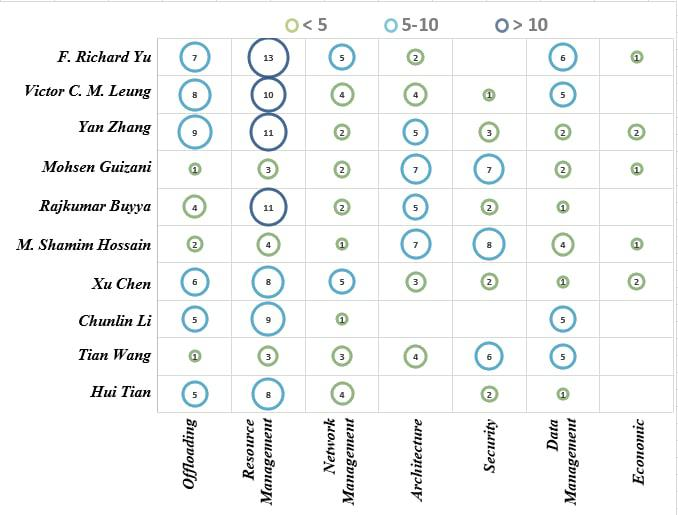 < 5 5-10 > 10
F. Richard Yu 7 13 5 2 6 1
Victor C. M. Leung 8 10 4 4 1 5
Yan Zhang 9 11 2 5 3 2 2
Mohsen Guizani 1 3 2 7 7 2 1
Rajkumar Buyya 4 11 2 5 2 1
M. Shamim Hossain 2 4 1 7 8 4 1
Xu Chen 6 8 5 3 2 1 2
Chunlin Li 5 9 1 5
Tian Wang 1 3 3 4 6 5
Hui Tian 5 8 4 2 1
Offloading
Resource
Management
Network
Management
Architecture
Security
Data
Management
Economic